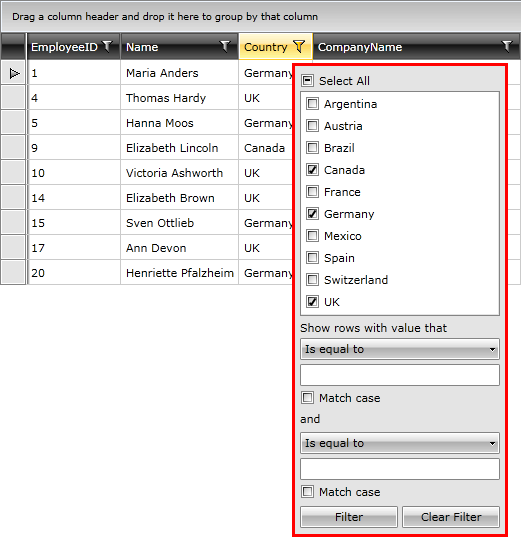 Drag a column header and drop it here to group by that column
EmployeeID Name Country CompanyName
1 Maria Anders Germany
4 Thomas Hardy UK
5 Hanna Moos Germany
9 Elizabeth Lincoln Canada
10 Victoria Ashworth UK
14 Elizabeth Brown UK
15 Sven Ottlieb Germany
17 Ann Devon UK
20 Henriette Pfalzheim Germany
Select All
Argentina
Austria
Brazil
Canada
France
Germany
Mexico
Spain
Switzerland
UK
Show rows with value that
Is equal to
Match case
and
Is equal to
Match case
Filter Clear Filter